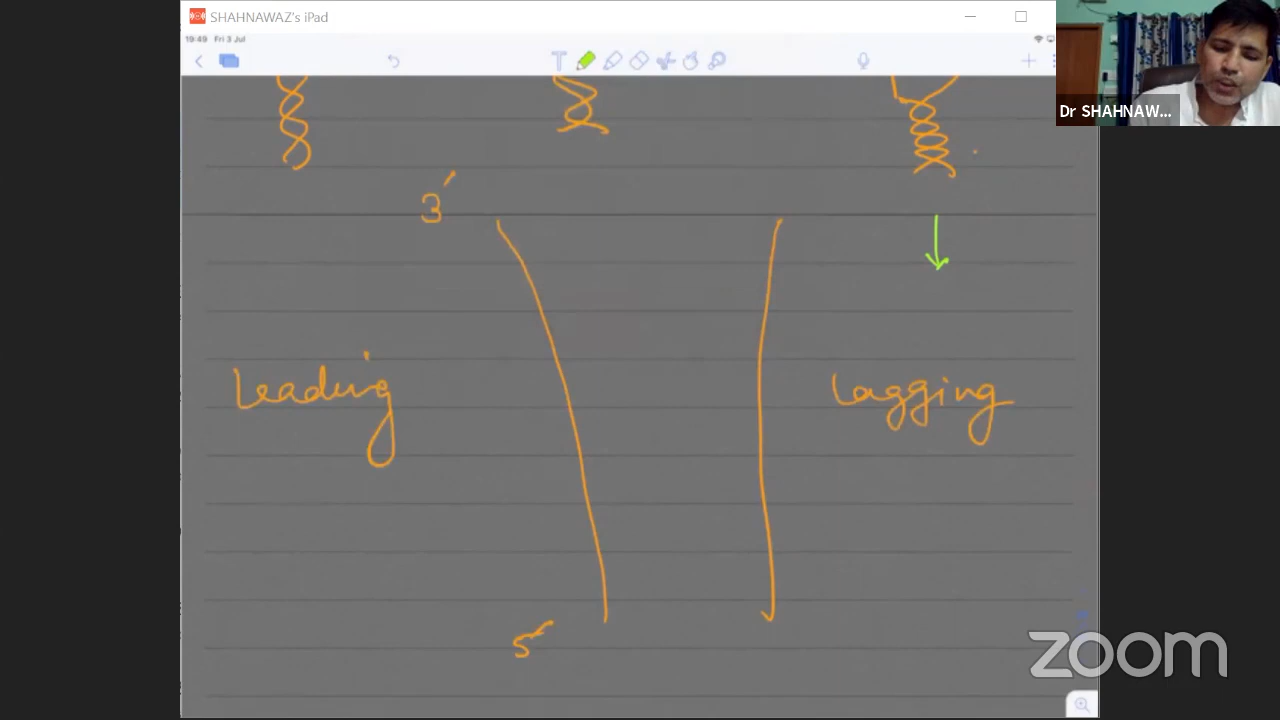 SHAHNAWAZ's iPad
19:49 Fri 3 Jul
Dr SHAHNAW...
3′
Leading
Lagging
5′
zoom